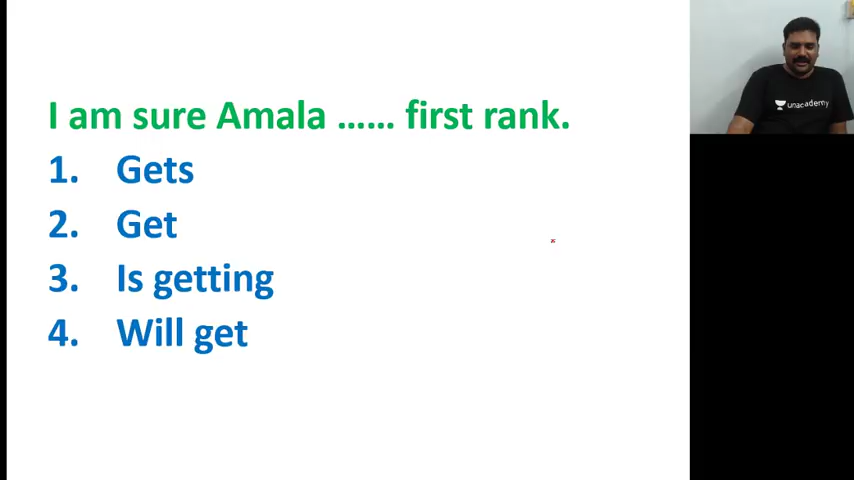 I am sure Amala ...... first rank.
1. Gets
2. Get
3. Is getting
4. Will get
unacademy